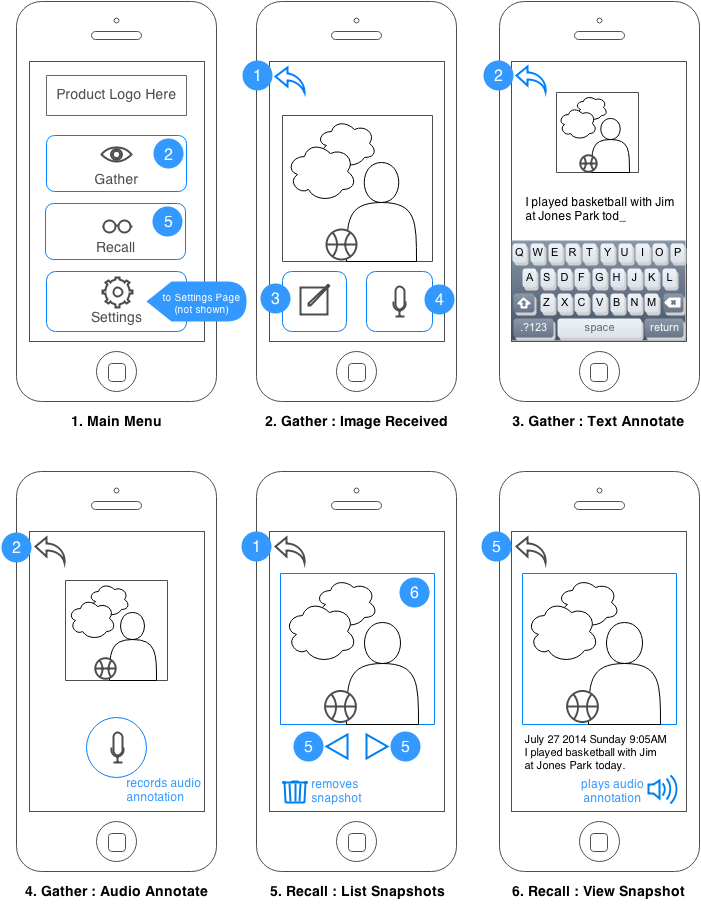 Product Logo Here
2
Gather
5
Recall
to Settings Page
(not shown)
Settings
1. Main Menu
1
3
4
2. Gather : Image Received
2
I played basketball with Jim
at Jones Park tod_
Q W E R T Y U I O P
A S D F G H J K L
Z X C V B N M
.?123 space return
3. Gather : Text Annotate
2
records audio
annotation
4. Gather : Audio Annotate
1
6
5 5
removes
snapshot
5. Recall : List Snapshots
5
July 27 2014 Sunday 9:05AM
I played basketball with Jim
at Jones Park today.
plays audio
annotation
6. Recall : View Snapshot